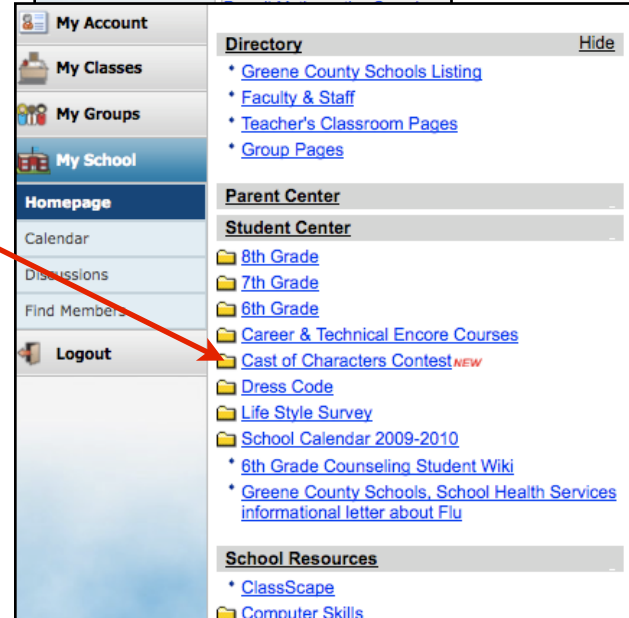 My Account
My Classes
My Groups
My School
Homepage
Calendar
Discussions
Find Members
Logout
Directory Hide
Greene County Schools Listing
Faculty & Staff
Teacher's Classroom Pages
Group Pages
Parent Center
Student Center
8th Grade
7th Grade
6th Grade
Career & Technical Encore Courses
Cast of Characters Contest NEW
Dress Code
Life Style Survey
School Calendar 2009-2010
6th Grade Counseling Student Wiki
Greene County Schools, School Health Services
informational letter about Flu
School Resources
ClassScape
Computer Skills